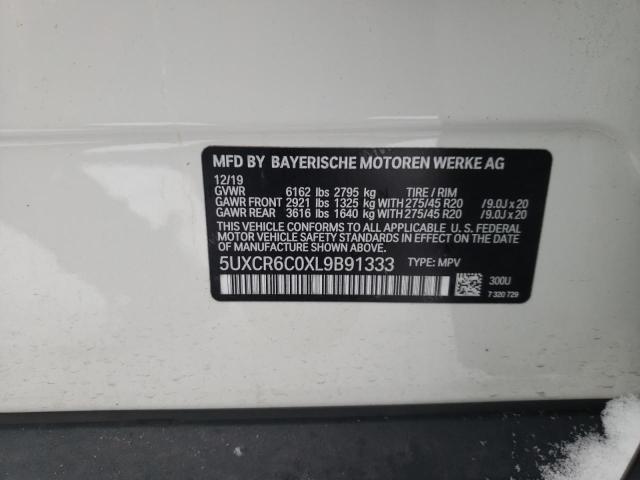 MFD BY BAYERISCHE MOTOREN WERKE AG
12/19
GVWR 6162 lbs 2795 kg TIRE / RIM
GAWR FRONT 2921 lbs 1325 kg WITH 275/45 R20 /9.0J x 20
GAWR REAR 3616 lbs 1640 kg WITH 275/45 R20 /9.0J x 20
THIS VEHICLE CONFORMS TO ALL APPLICABLE U. S. FEDERAL
MOTOR VEHICLE SAFETY STANDARDS IN EFFECT ON THE DATE
OF MANUFACTURE SHOWN ABOVE.
5UXCR6C0XL9B91333 TYPE: MPV
300U
7 320 729